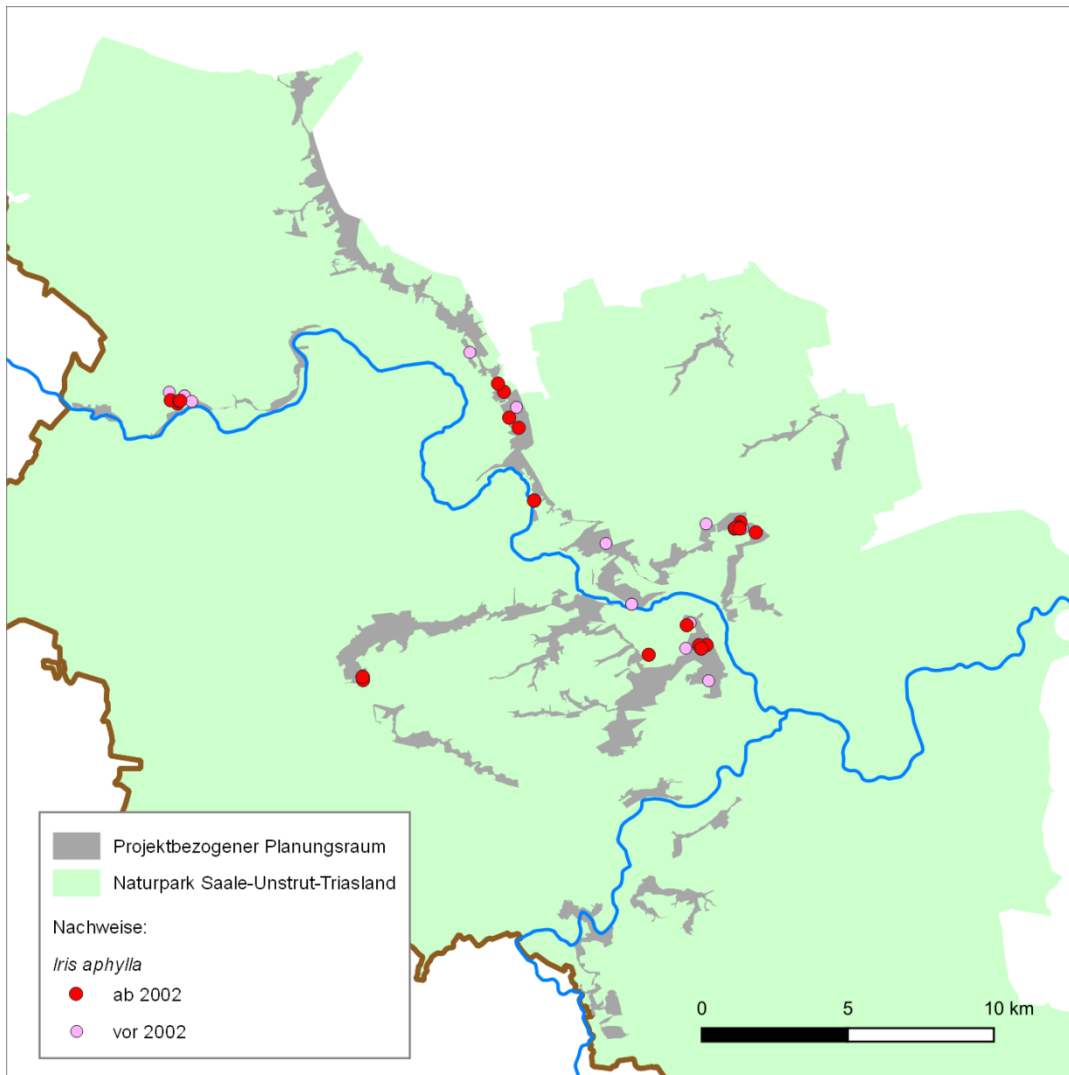 Projektbezogener Planungsraum
Naturpark Saale-Unstrut-Triasland
Nachweise:
Iris aphylla
ab 2002
vor 2002
0 5 10 km